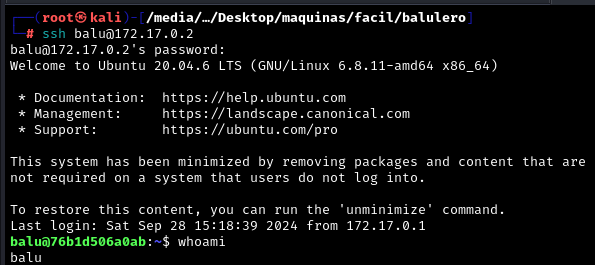 (root㉿kali)-[/media/…/Desktop/maquinas/facil/balulero]
# ssh balu@172.17.0.2
balu@172.17.0.2's password:
Welcome to Ubuntu 20.04.6 LTS (GNU/Linux 6.8.11-amd64 x86_64)
* Documentation:  https://help.ubuntu.com
* Management:     https://landscape.canonical.com
* Support:        https://ubuntu.com/pro
This system has been minimized by removing packages and content that are
not required on a system that users do not log into.
To restore this content, you can run the 'unminimize' command.
Last login: Sat Sep 28 15:18:39 2024 from 172.17.0.1
balu@76b1d506a0ab:~$ whoami
balu